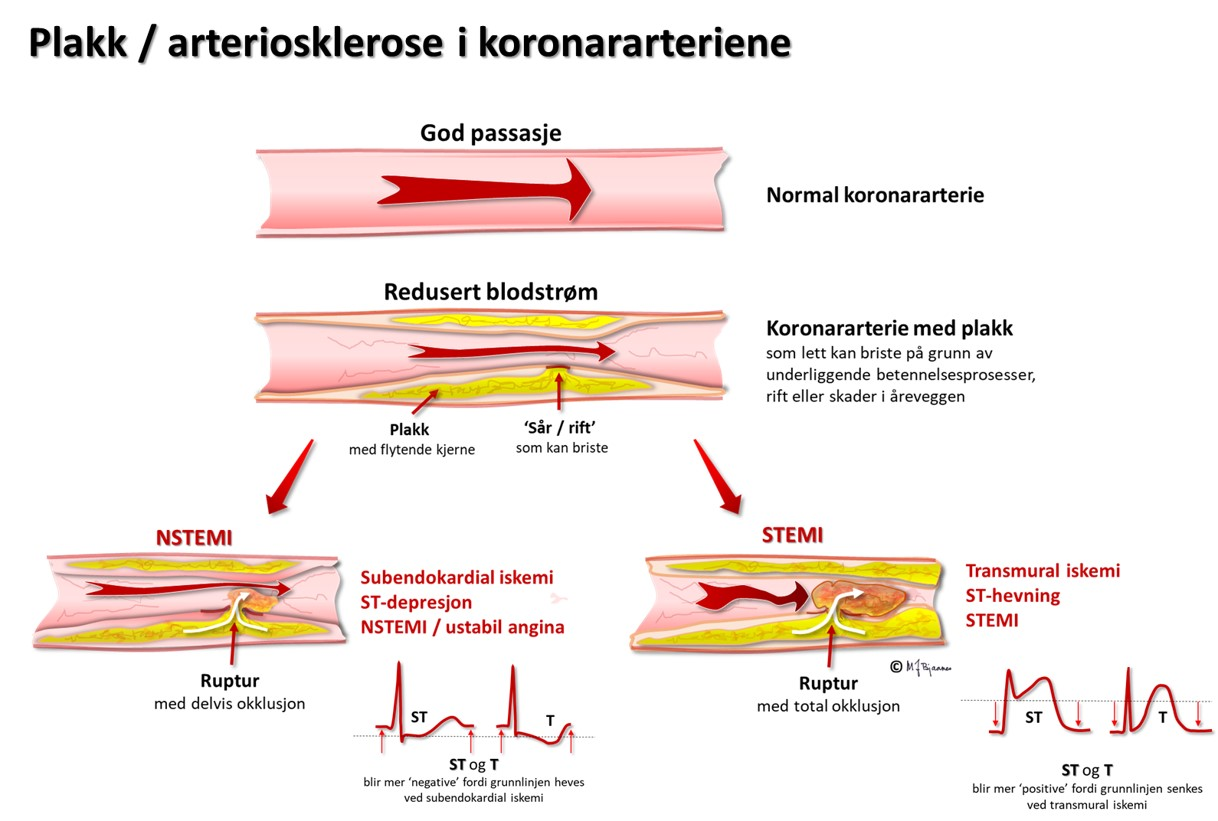 Plakk / arteriosklerose i koronararteriene
God passasje
Normal koronararterie
Redusert blodstrøm
Koronararterie med plakk
som lett kan briste på grunn av
underliggende betennelsesprosesser,
rift eller skader i åreveggen
Plakk
med flytende kjerne
‘Sår / rift’
som kan briste
NSTEMI
Subendokardial iskemi
ST-depresjon
NSTEMI / ustabil angina
Ruptur
med delvis okklusjon
ST
T
ST og T
blir mer ‘negative’ fordi grunnlinjen heves
ved subendokardial iskemi
STEMI
Transmural iskemi
ST-hevning
STEMI
©
Ruptur
med total okklusjon
ST
T
ST og T
blir mer ‘positive’ fordi grunnlinjen senkes
ved transmural iskemi